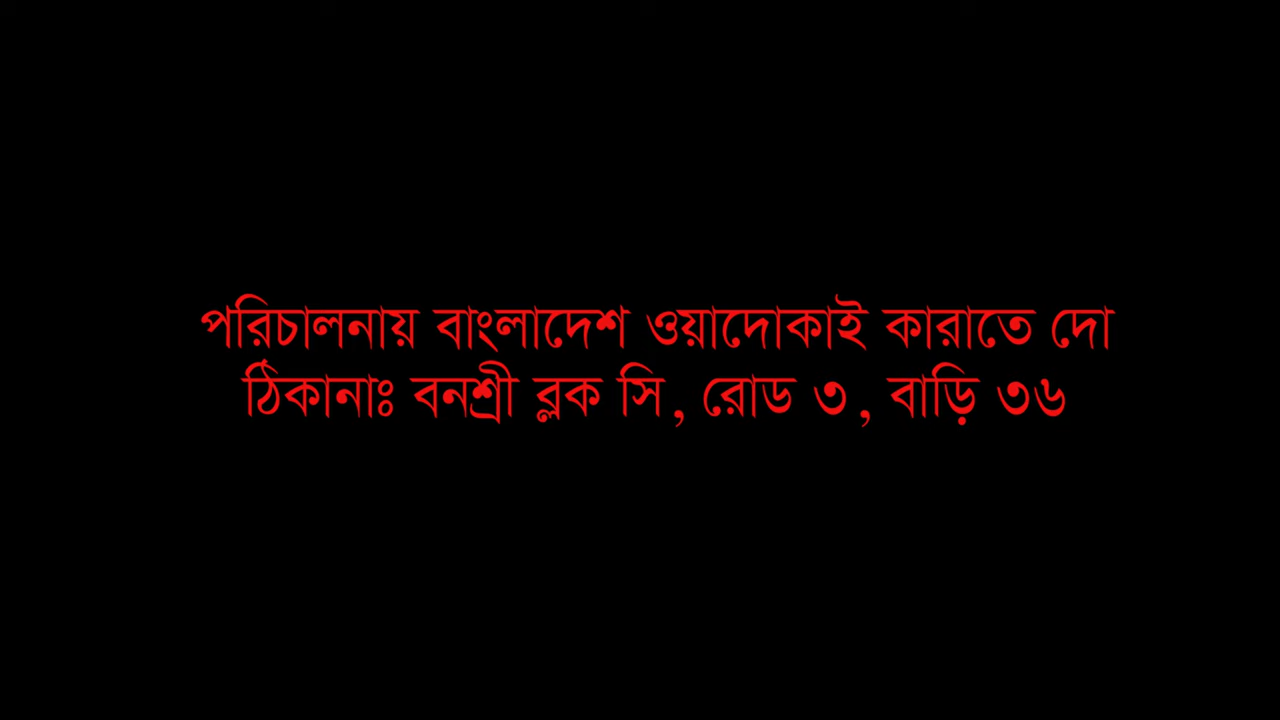 পরিচালনায় বাংলাদেশ ওয়াদোকাই কারাতে দো
ঠিকানাঃ বনশ্রী ব্লক সি, রোড ৩, বাড়ি ৩৬